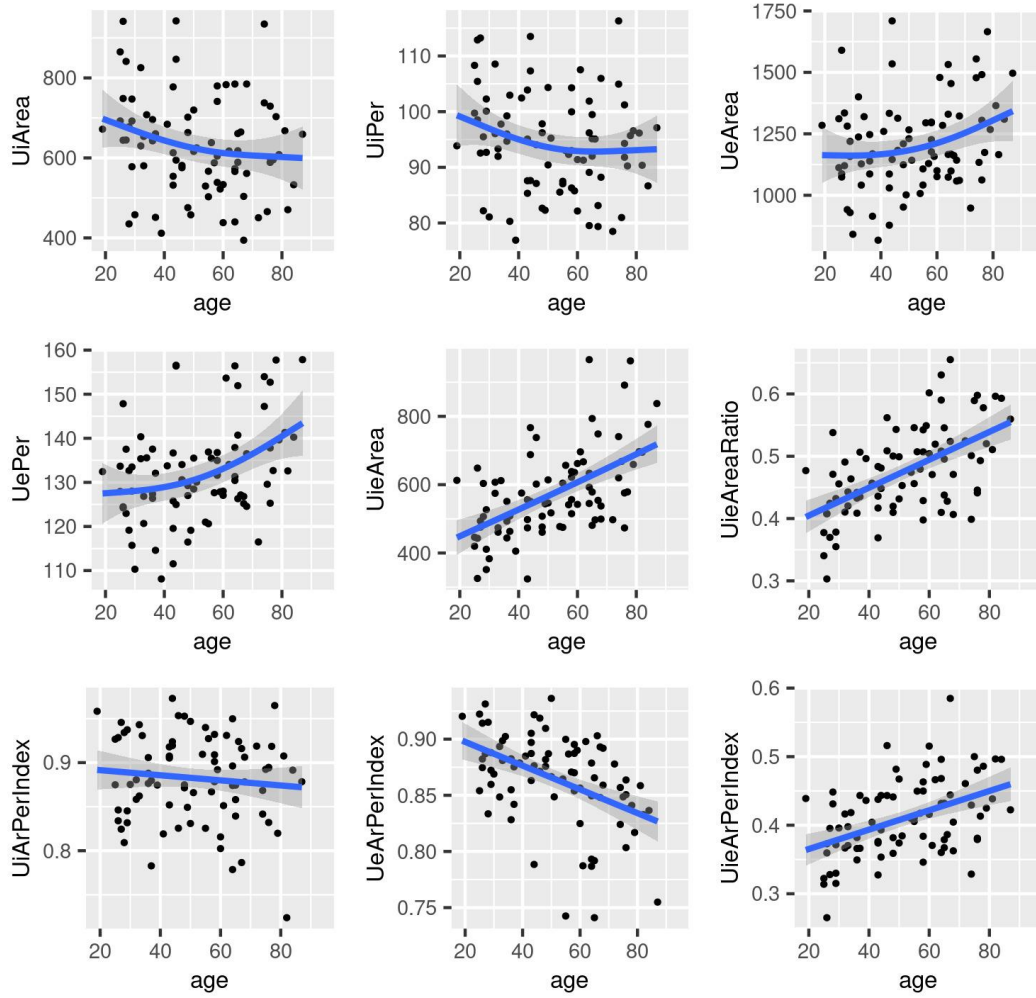 UiArea
800
600
400
20 40 60 80
age
UiPer
110
100
90
80
20 40 60 80
age
UeArea
1750
1500
1250
1000
20 40 60 80
age
UePer
160
150
140
130
120
110
20 40 60 80
age
UieArea
800
600
400
20 40 60 80
age
UieAreaRatio
0.6
0.5
0.4
0.3
20 40 60 80
age
UiArPerIndex
0.9
0.8
20 40 60 80
age
UeArPerIndex
0.90
0.85
0.80
0.75
20 40 60 80
age
UieArPerIndex
0.6
0.5
0.4
0.3
20 40 60 80
age